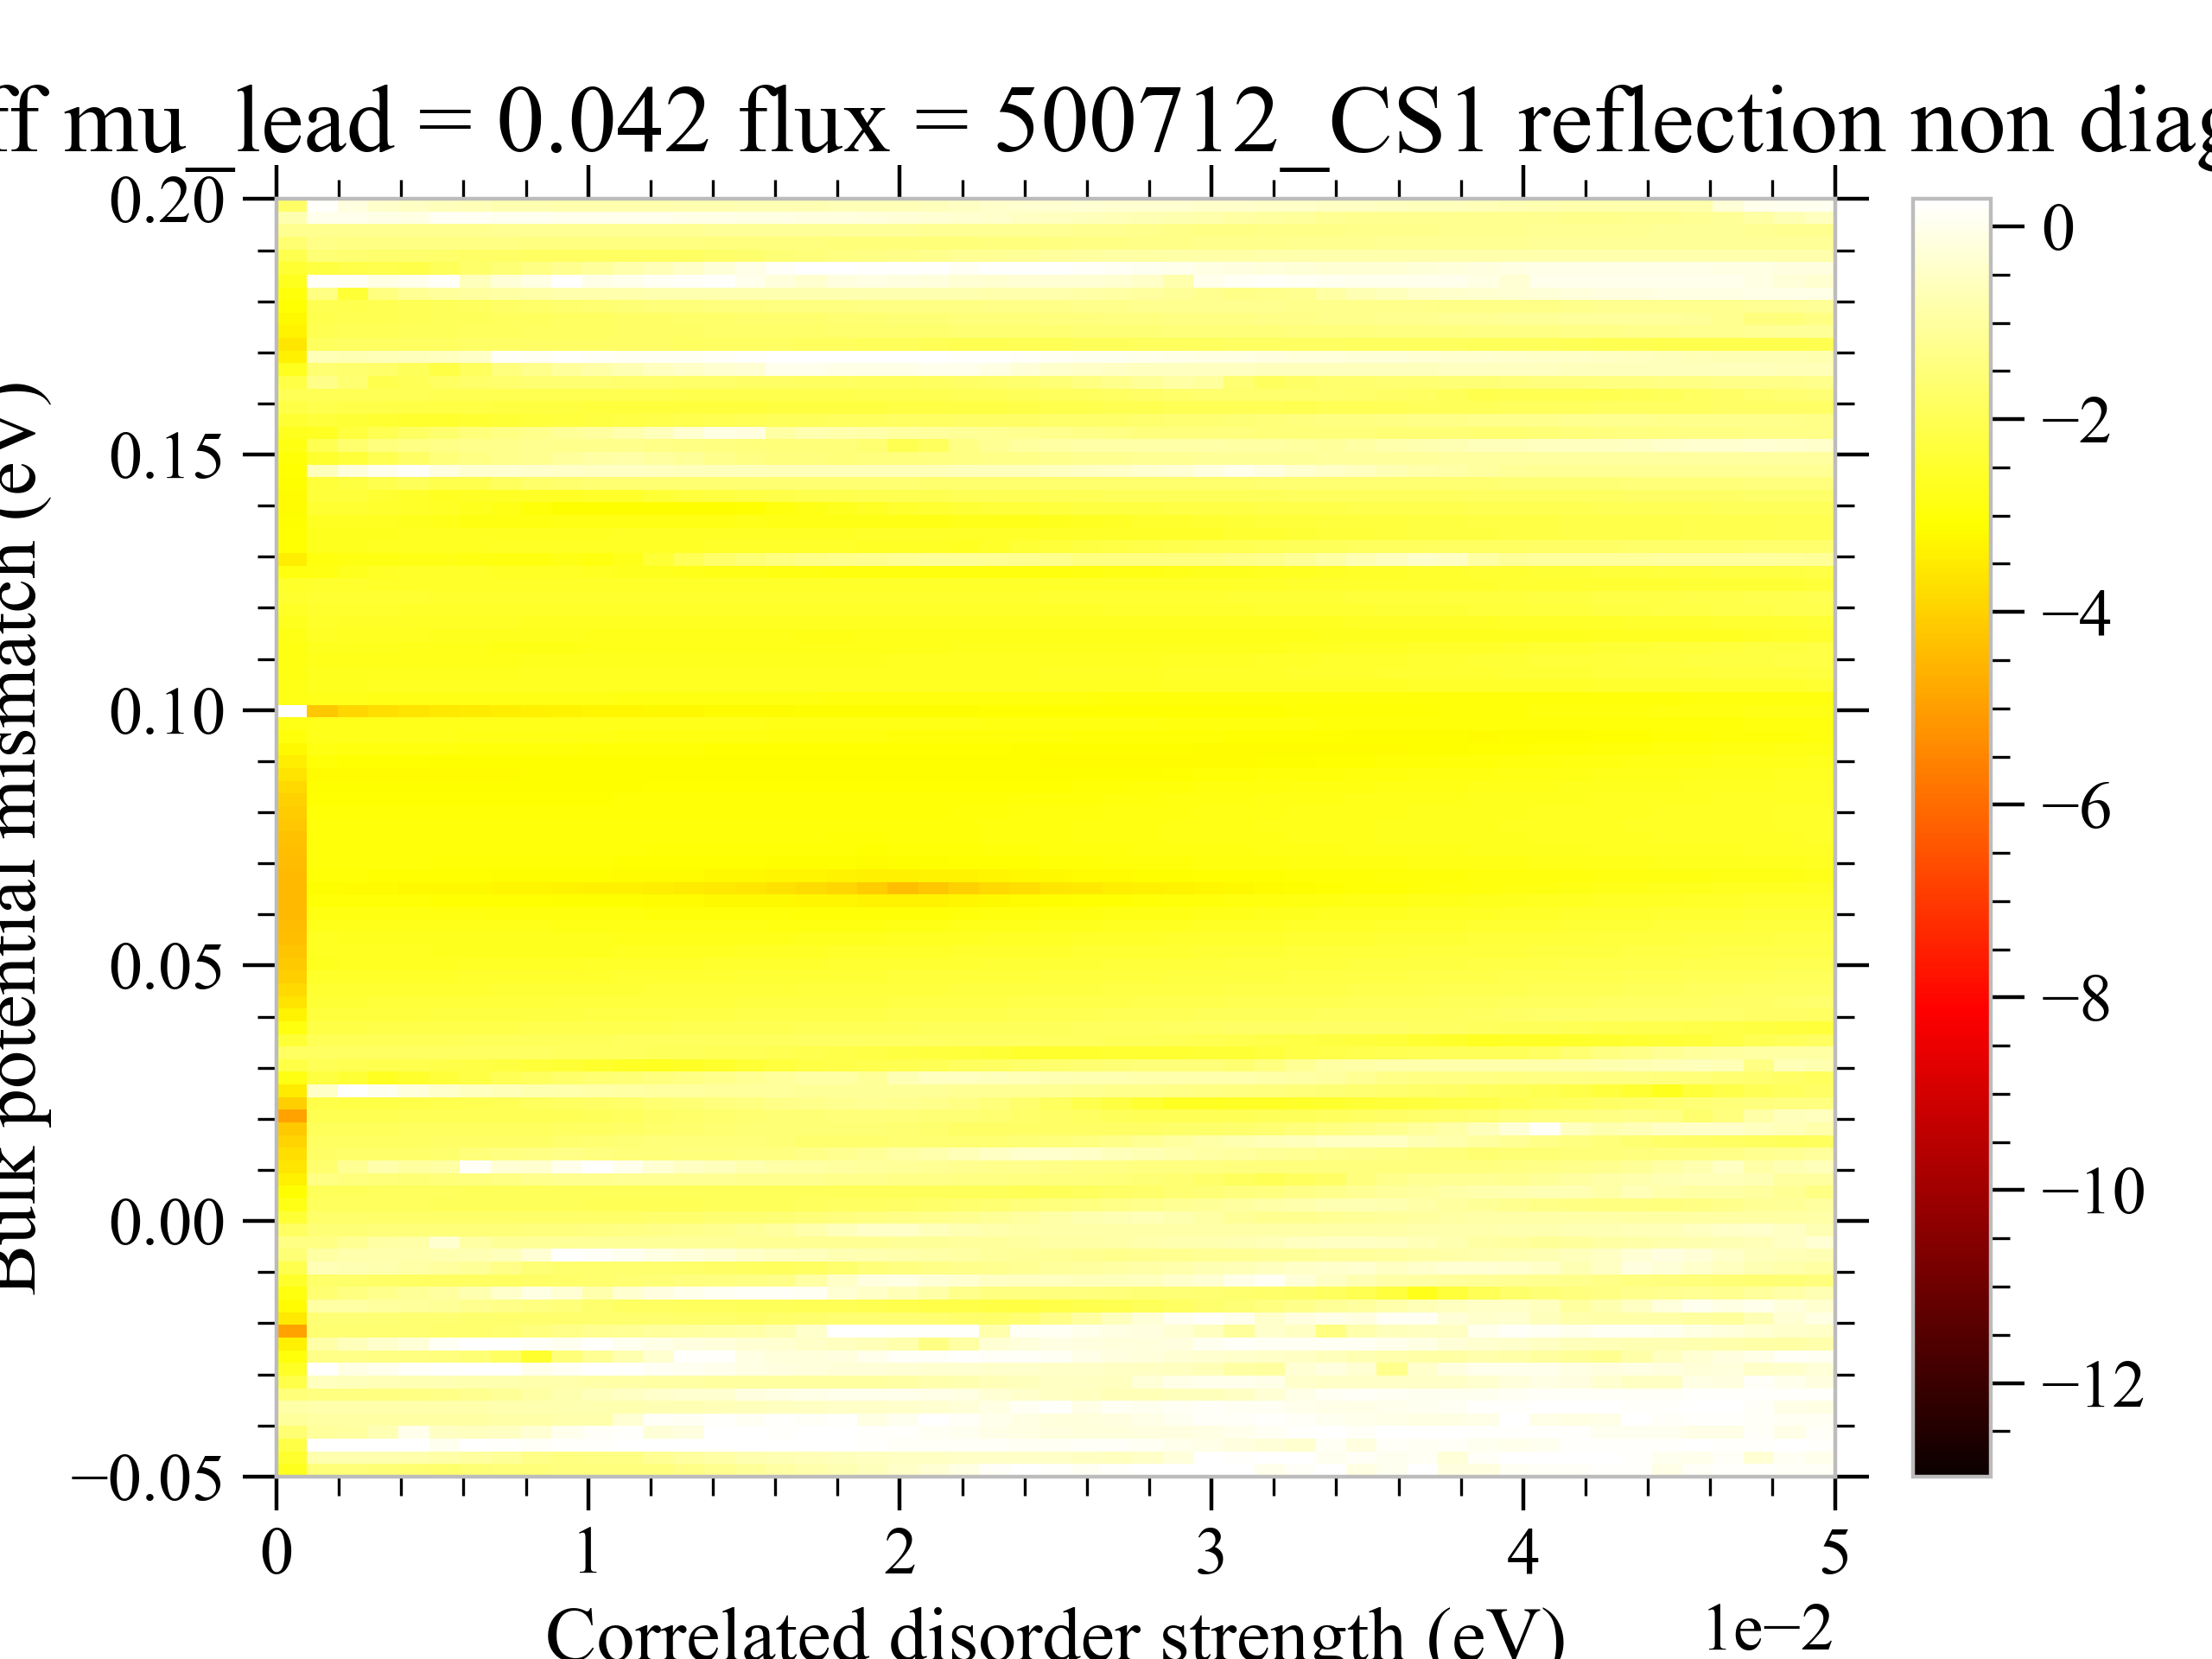 mu_lead = 0.042 flux = 500712_CS1 reflection non
0.20
0.15
0.10
0.05
0.00
−0.05
Bulk potential mismatch (eV)
0 1 2 3 4 5
1e−2
Correlated disorder strength (eV)
0
−2
−4
−6
−8
−10
−12